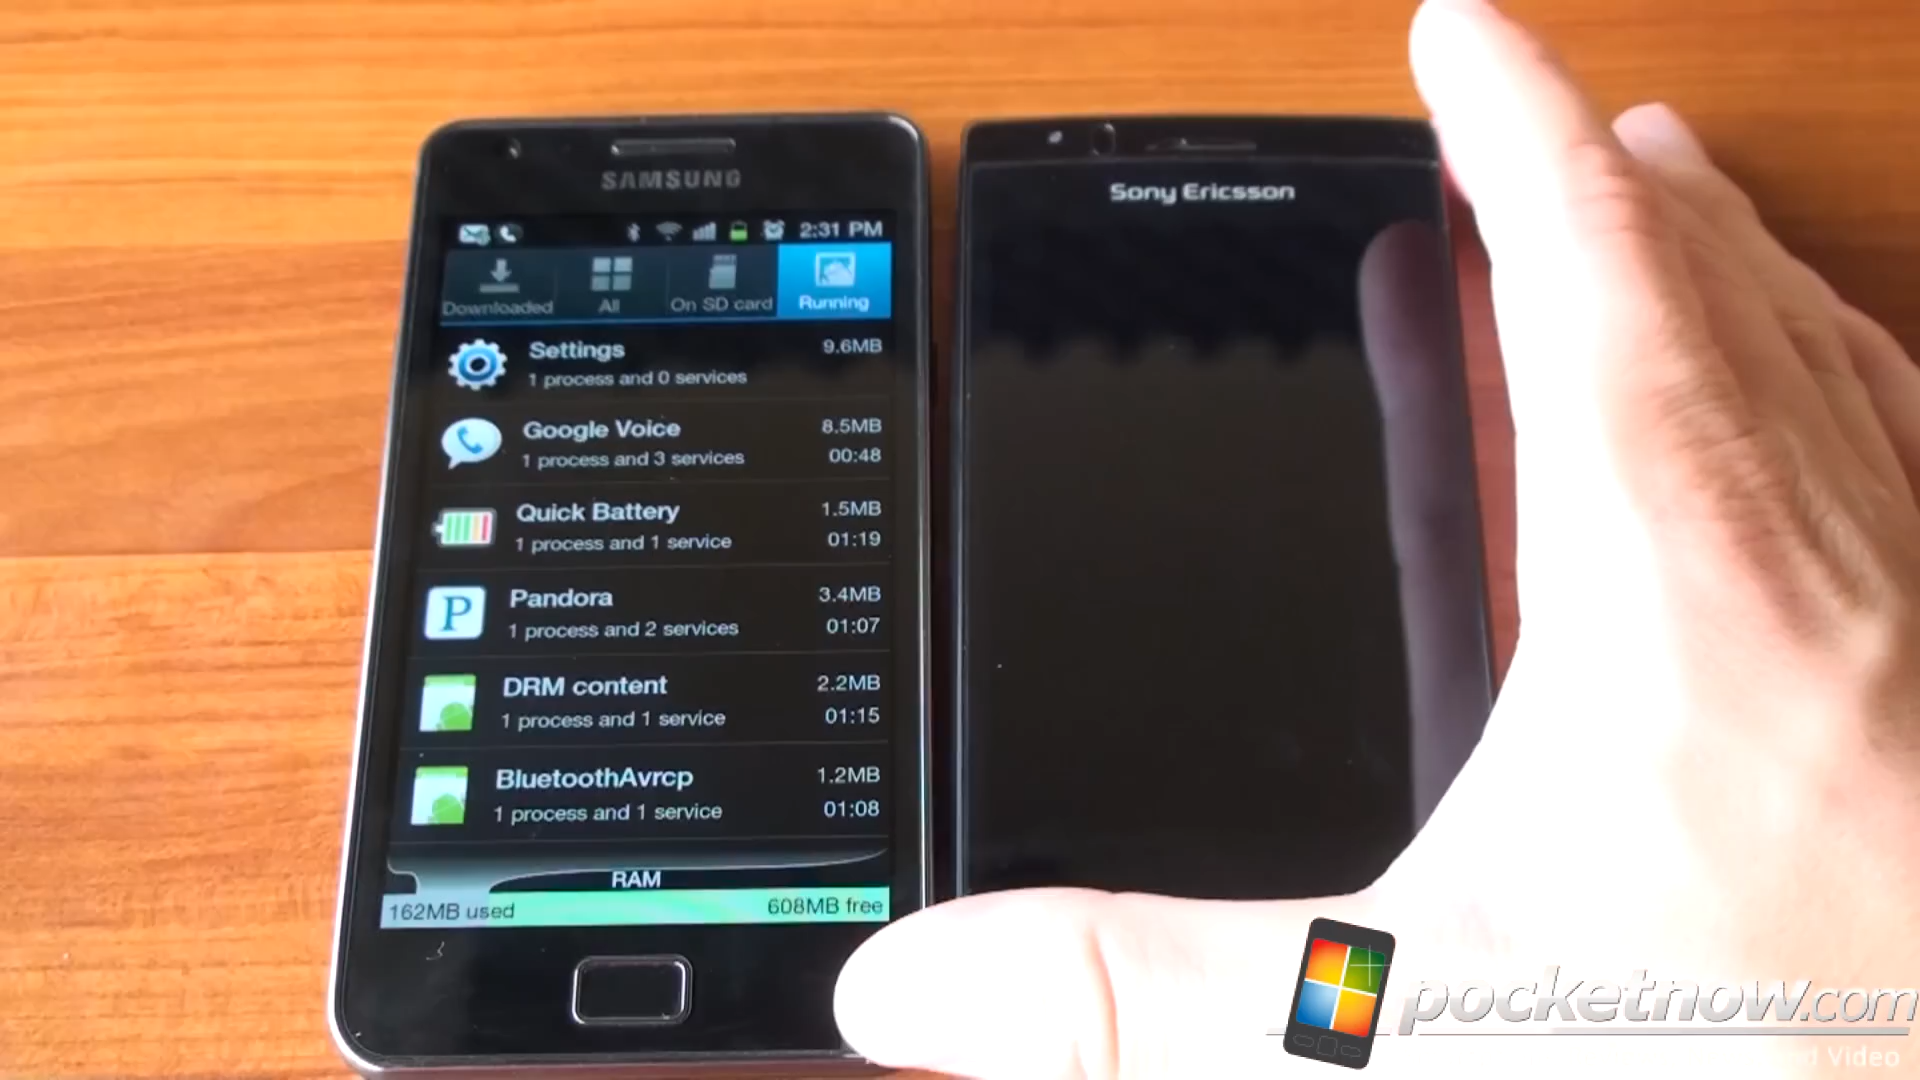 SAMSUNG
2:31 PM
Downloaded
All
On SD card
Running
Settings
9.6MB
1 process and 0 services
Google Voice
8.5MB
1 process and 3 services
00:48
Quick Battery
1.5MB
1 process and 1 service
01:19
P
Pandora
3.4MB
1 process and 2 services
01:07
DRM content
2.2MB
1 process and 1 service
01:15
BluetoothAvrcp
1.2MB
1 process and 1 service
01:08
RAM
162MB used
608MB free
Sony Ericsson
pocketnow.com
Video